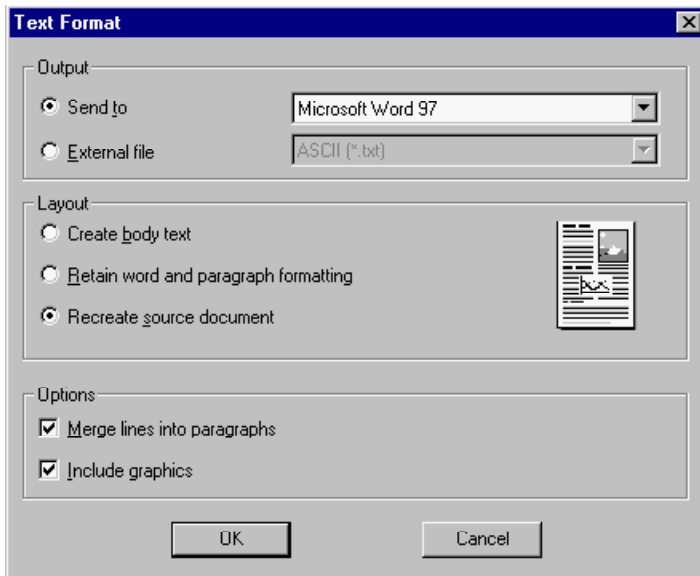 Text Format
Output
Send to
Microsoft Word 97
External file
ASCII (*.txt)
Layout
Create body text
Retain word and paragraph formatting
Recreate source document
Options
Merge lines into paragraphs
Include graphics
OK
Cancel